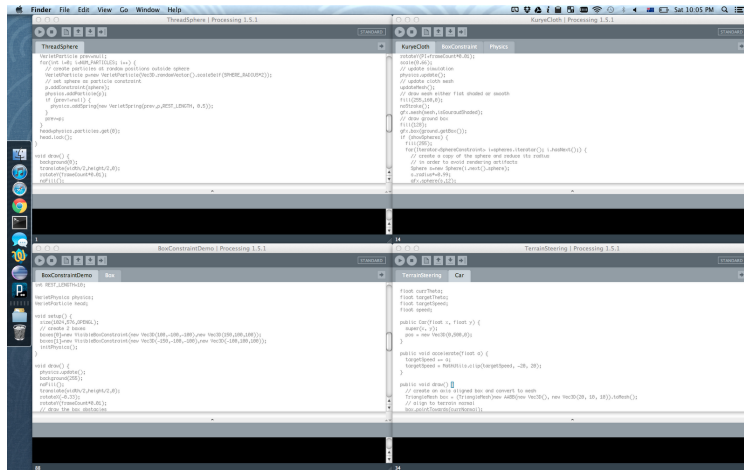 Finder File Edit View Go Window Help
Sat 10:05 PM
ThreadSphere | Processing 1.5.1
STANDARD
ThreadSphere
VerletParticle prev=null;
for(int i=0; i<NUM_PARTICLES; i++) {
// create particles at random positions outside sphere
VerletParticle p=new VerletParticle(Vec3D.randomVector().scaleSelf(SPHERE_RADIUS*2));
// set sphere as particle constraint
p.addConstraint(sphere);
physics.addParticle(p);
if (prev!=null) {
physics.addSpring(new VerletSpring(prev,p,REST_LENGTH, 0.5));
}
prev=p;
}
head=physics.particles.get(0);
head.lock();
}
void draw() {
background(0);
translate(width/2,height/2,0);
rotateY(frameCount*0.01);
noFill();
1
KuryeCloth | Processing 1.5.1
STANDARD
KuryeCloth BoxConstraint Physics
rotateY(PI+frameCount*0.01);
// update simulation
physics.update();
// update cloth mesh
updateMesh();
// draw mesh either flat shaded or smooth
fill(255,160,0);
noStroke();
gfx.mesh(mesh,isGouraudShaded);
// draw ground box
fill(120);
gfx.box(ground.getBox());
if (showSpheres) {
fill(255);
for(Iterator<SphereConstraint> i=spheres.iterator(); i.hasNext();) {
// create a copy of the sphere and reduce its radius
// in order to avoid rendering artifacts
Sphere s=new Sphere(i.next().sphere);
s.radius*=0.99;
gfx.sphere(s,12);
14
BoxConstraintDemo | Processing 1.5.1
STANDARD
BoxConstraintDemo Box
int REST_LENGTH=10;
VerletPhysics physics;
VerletParticle head;
void setup() {
size(1024,576,OPENGL);
// create 2 boxes
boxes[0]=new VisibleBoxConstraint(new Vec3D(100,-100,-100),new Vec3D(150,100,100));
boxes[1]=new VisibleBoxConstraint(new Vec3D(-150,-100,-100),new Vec3D(-100,100,100));
initPhysics();
}
void draw() {
physics.update();
background(255);
noFill();
translate(width/2,height/2,0);
rotateX(-0.23);
rotateY(frameCount*0.01);
// draw the box obstacles
88
TerrainSteering | Processing 1.5.1
STANDARD
TerrainSteering Car
float currTheta;
float targetTheta;
float targetSpeed;
float speed;
public Car(float x, float y) {
super(x, y);
pos = new Vec3D(0,500,0);
}
public void accelerate(float a) {
targetSpeed += a;
targetSpeed = MathUtils.clip(targetSpeed, -20, 20);
}
public void draw() {
// create an axis aligned box and convert to mesh
TriangleMesh box = (TriangleMesh)new AABB(new Vec3D(), new Vec3D(20, 10, 10)).toMesh();
// align to terrain normal
box.pointTowards(currNormal);
34